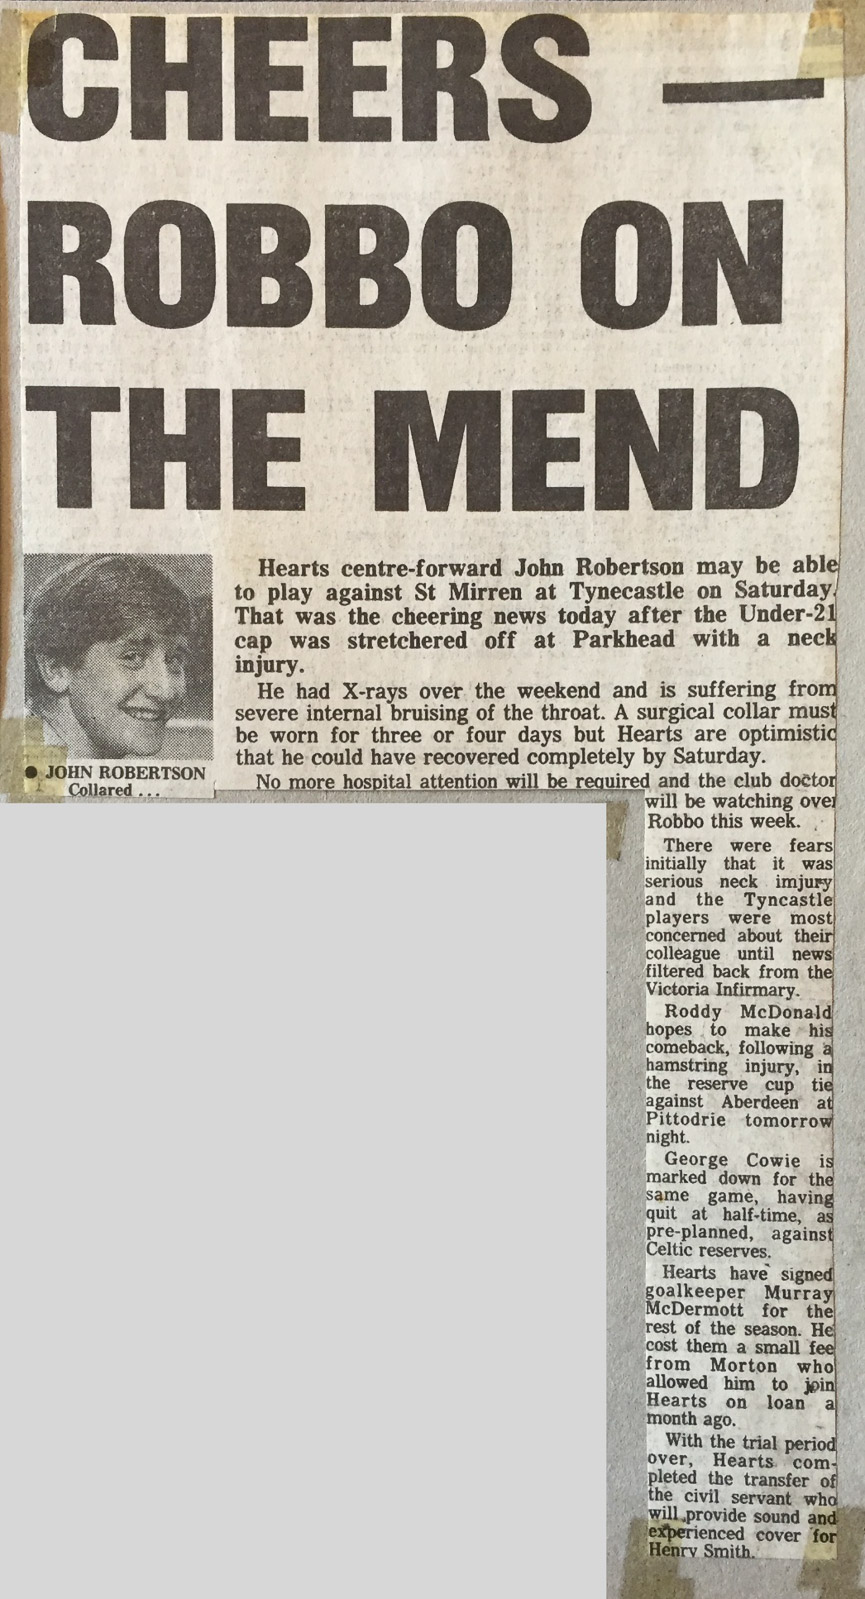 CHEERS —
ROBBO ON
THE MEND
Hearts centre-forward John Robertson may be able
to play against St Mirren at Tynecastle on Saturday.
That was the cheering news today after the Under-21
cap was stretchered off at Parkhead with a neck
injury.
He had X-rays over the weekend and is suffering from
severe internal bruising of the throat. A surgical collar must
be worn for three or four days but Hearts are optimistic
that he could have recovered completely by Saturday.
● JOHN ROBERTSON
Collared . . .
No more hospital attention will be required and the club doctor
will be watching over
Robbo this week.
There were fears
initially that it was
serious neck imjury
and the Tyncastle
players were most
concerned about their
colleague until news
filtered back from the
Victoria Infirmary.
Roddy McDonald
hopes to make his
comeback, following a
hamstring injury, in
the reserve cup tie
against Aberdeen at
Pittodrie tomorrow
night.
George Cowie is
marked down for the
same game, having
quit at half-time, as
pre-planned, against
Celtic reserves.
Hearts have signed
goalkeeper Murray
McDermott for the
rest of the season. He
cost them a small fee
from Morton who
allowed him to join
Hearts on loan a
month ago.
With the trial period
over, Hearts com-
pleted the transfer of
the civil servant who
will provide sound and
experienced cover for
Henry Smith.